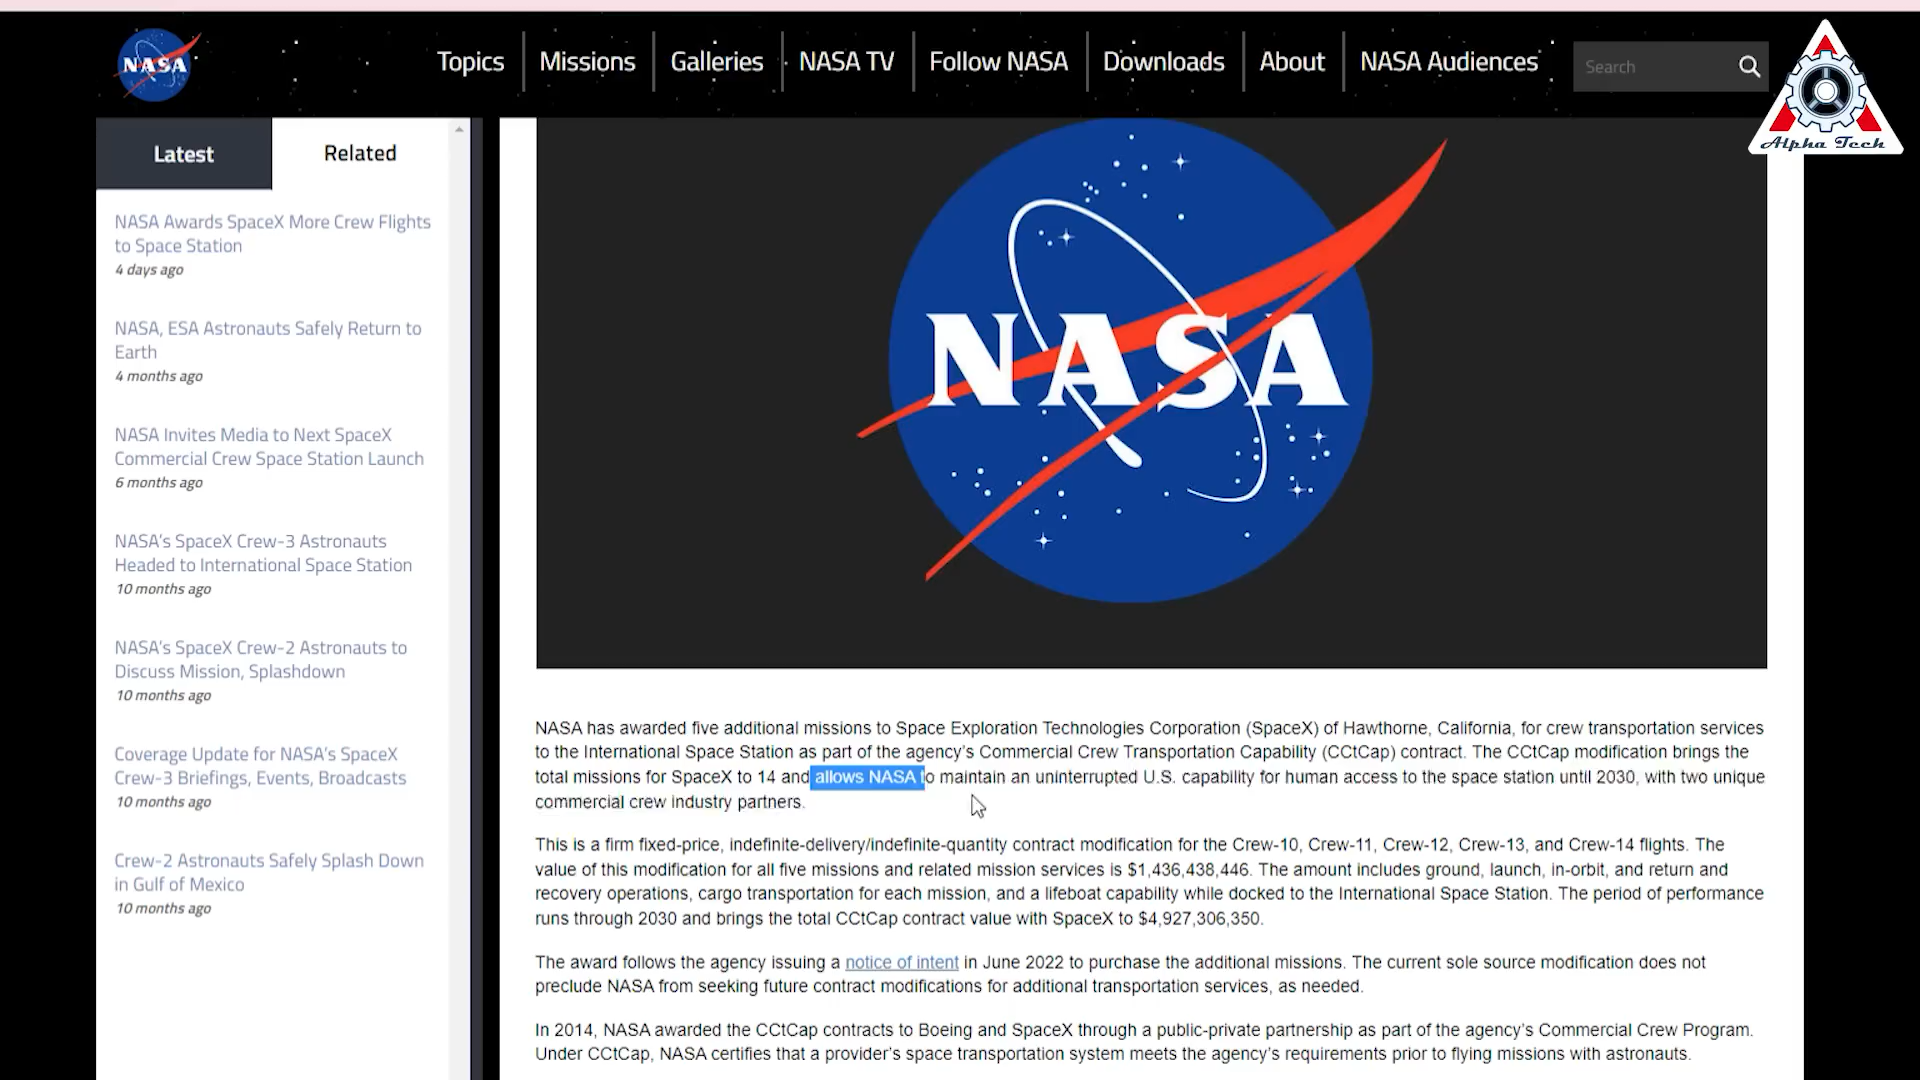 NASA
Topics
Missions
Galleries
NASA TV
Follow NASA
Downloads
About
NASA Audiences
Search
Alpha Tech
Latest
Related
NASA Awards SpaceX More Crew Flights
to Space Station
4 days ago
NASA, ESA Astronauts Safely Return to
Earth
4 months ago
NASA Invites Media to Next SpaceX
Commercial Crew Space Station Launch
6 months ago
NASA's SpaceX Crew-3 Astronauts
Headed to International Space Station
10 months ago
NASA's SpaceX Crew-2 Astronauts to
Discuss Mission, Splashdown
10 months ago
Coverage Update for NASA's SpaceX
Crew-3 Briefings, Events, Broadcasts
10 months ago
Crew-2 Astronauts Safely Splash Down
in Gulf of Mexico
10 months ago
NASA
NASA has awarded five additional missions to Space Exploration Technologies Corporation (SpaceX) of Hawthorne, California, for crew transportation services
to the International Space Station as part of the agency's Commercial Crew Transportation Capability (CCtCap) contract. The CCtCap modification brings the
total missions for SpaceX to 14 and allows NASA to maintain an uninterrupted U.S. capability for human access to the space station until 2030, with two unique
commercial crew industry partners.
This is a firm fixed-price, indefinite-delivery/indefinite-quantity contract modification for the Crew-10, Crew-11, Crew-12, Crew-13, and Crew-14 flights. The
value of this modification for all five missions and related mission services is $1,436,438,446. The amount includes ground, launch, in-orbit, and return and
recovery operations, cargo transportation for each mission, and a lifeboat capability while docked to the International Space Station. The period of performance
runs through 2030 and brings the total CCtCap contract value with SpaceX to $4,927,306,350.
The award follows the agency issuing a notice of intent in June 2022 to purchase the additional missions. The current sole source modification does not
preclude NASA from seeking future contract modifications for additional transportation services, as needed.
In 2014, NASA awarded the CCtCap contracts to Boeing and SpaceX through a public-private partnership as part of the agency's Commercial Crew Program.
Under CCtCap, NASA certifies that a provider's space transportation system meets the agency's requirements prior to flying missions with astronauts.